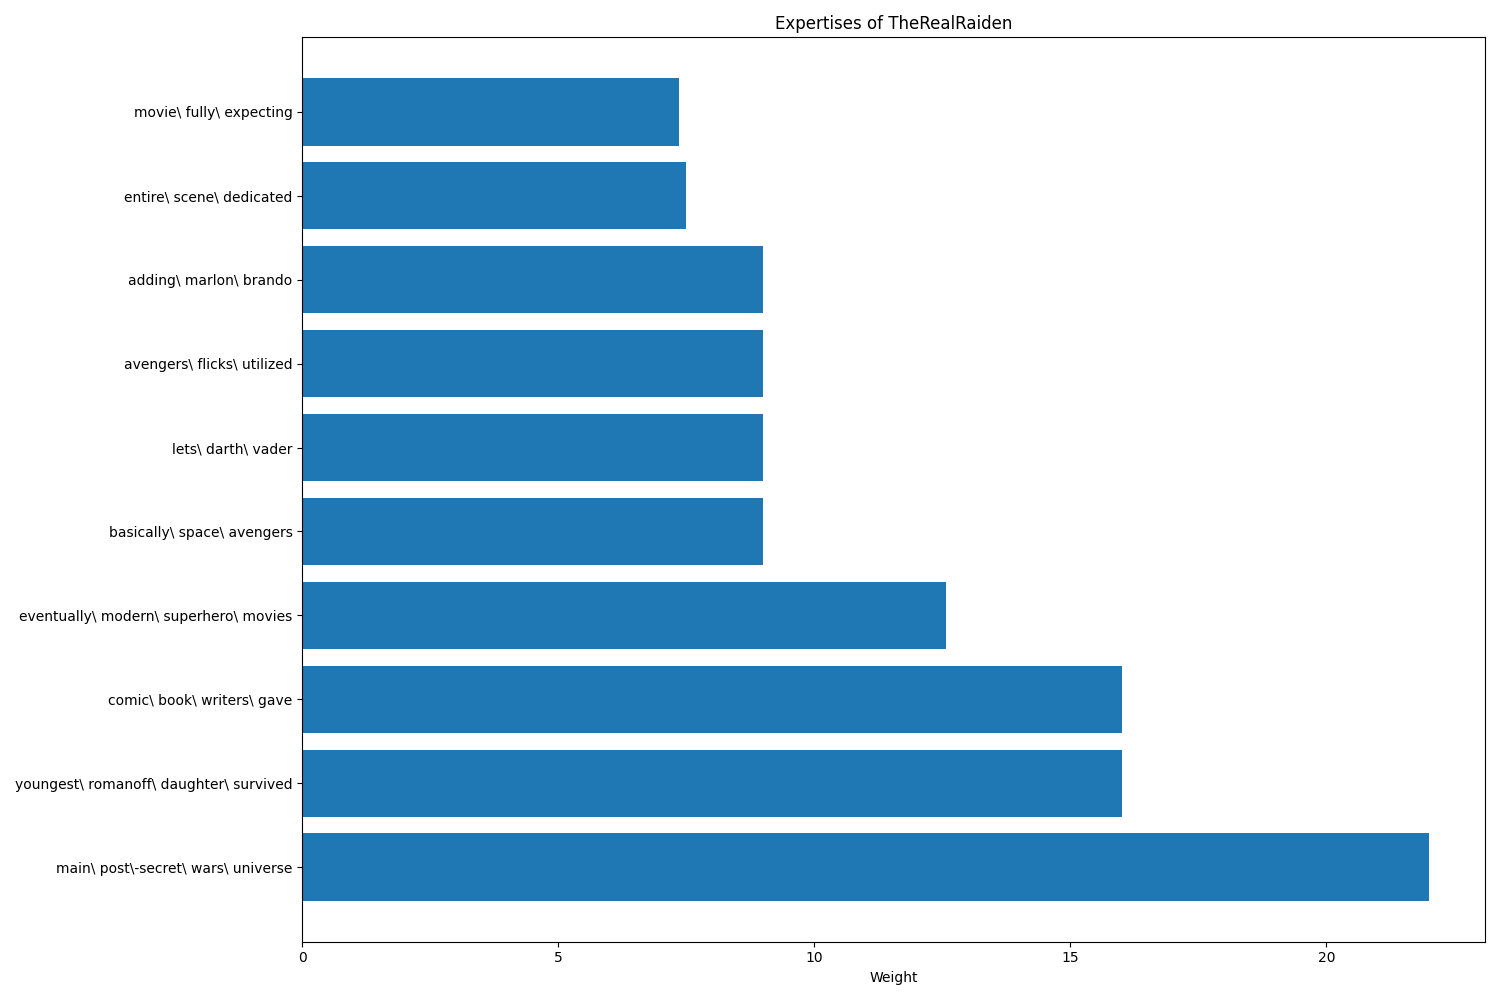 Expertises of TheRealRaiden
movie\ fully\ expecting
entire\ scene\ dedicated
adding\ marlon\ brando
avengers\ flicks\ utilized
lets\ darth\ vader
basically\ space\ avengers
eventually\ modern\ superhero\ movies
comic\ book\ writers\ gave
youngest\ romanoff\ daughter\ survived
main\ post\-secret\ wars\ universe
0 5 10 15 20
Weight